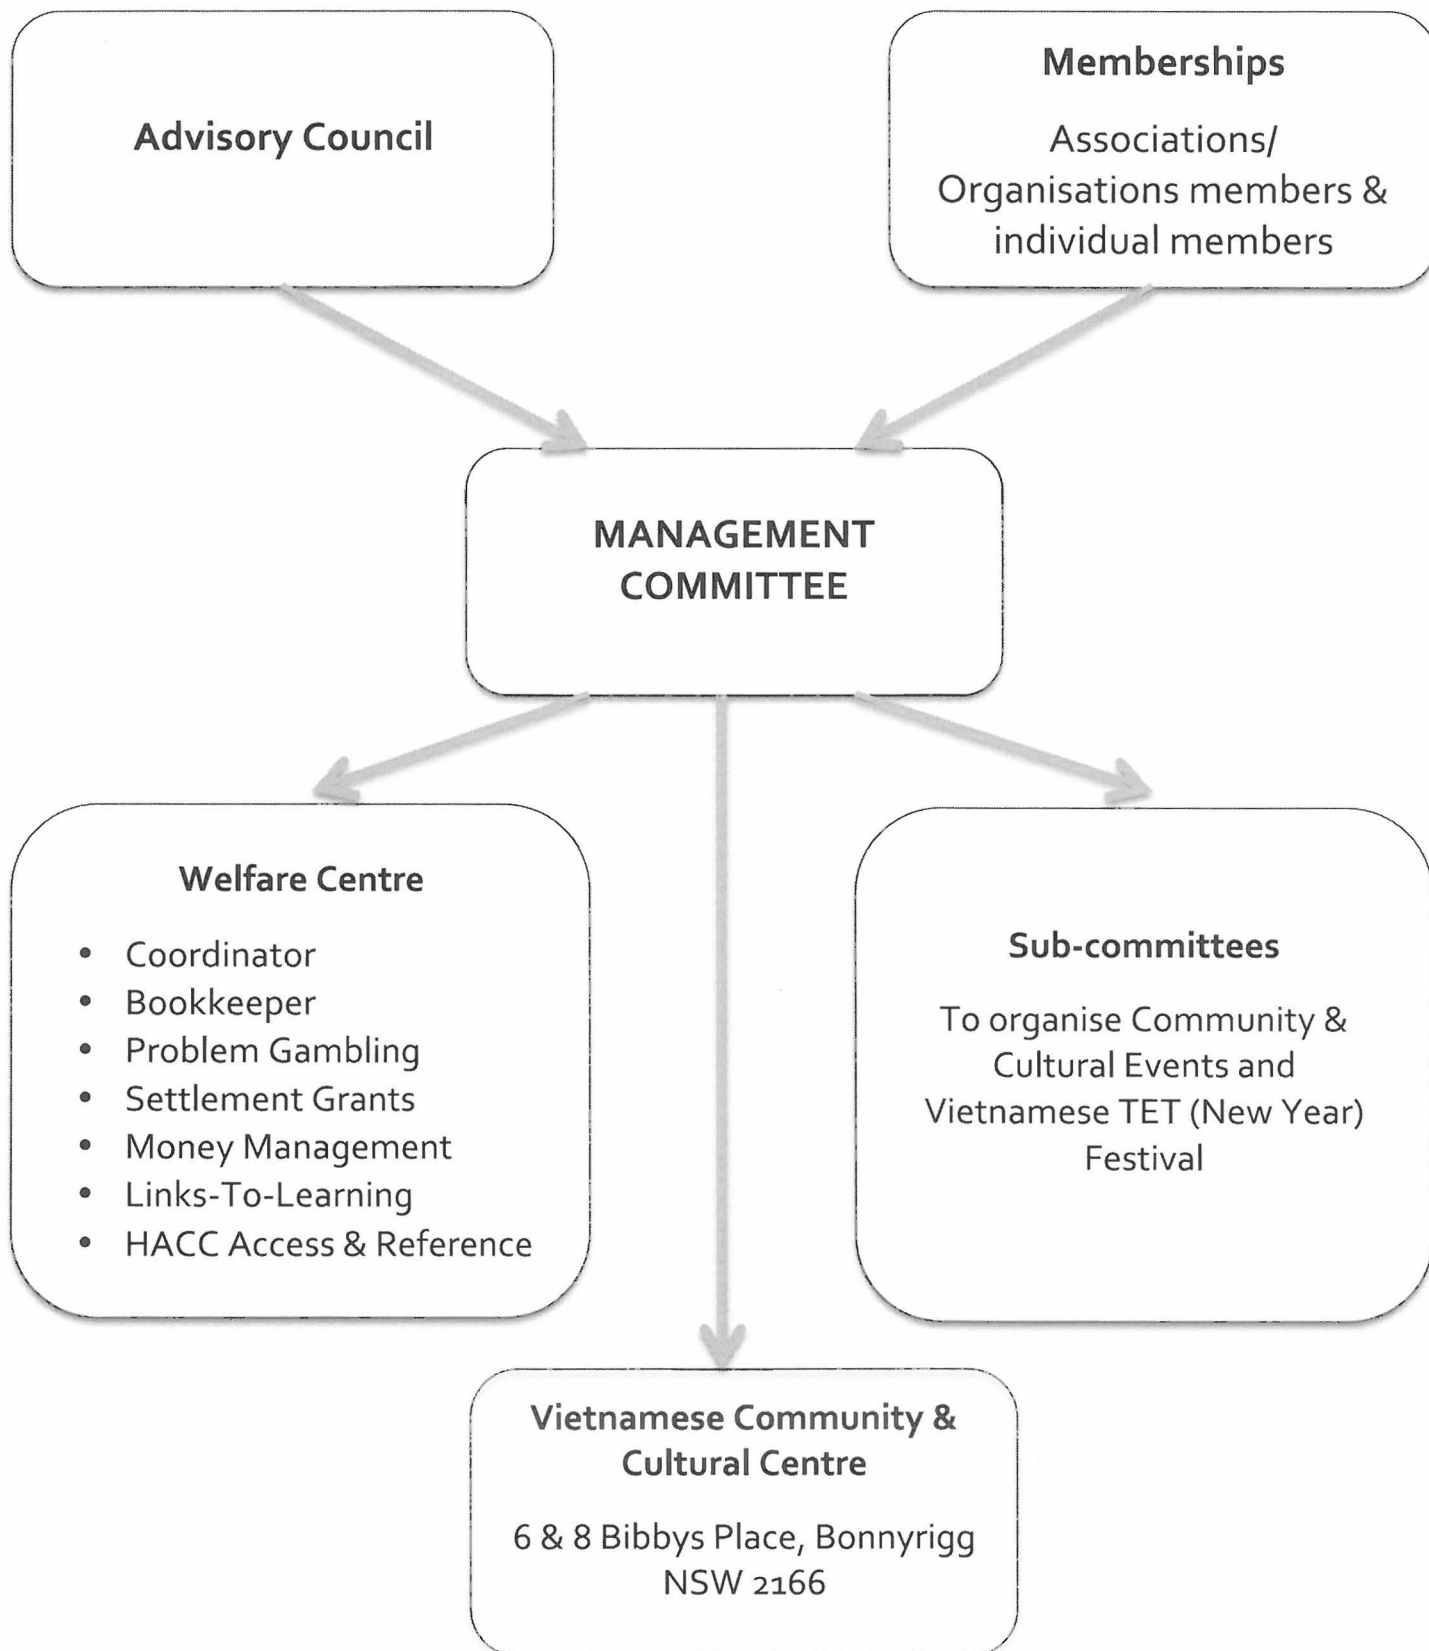 Advisory Council
Memberships
Associations/
Organisations members &
individual members
MANAGEMENT
COMMITTEE
Welfare Centre
• Coordinator
• Bookkeeper
• Problem Gambling
• Settlement Grants
• Money Management
• Links-To-Learning
• HACC Access & Reference
Sub-committees
To organise Community &
Cultural Events and
Vietnamese TET (New Year)
Festival
Vietnamese Community &
Cultural Centre
6 & 8 Bibbys Place, Bonnyrigg
NSW 2166